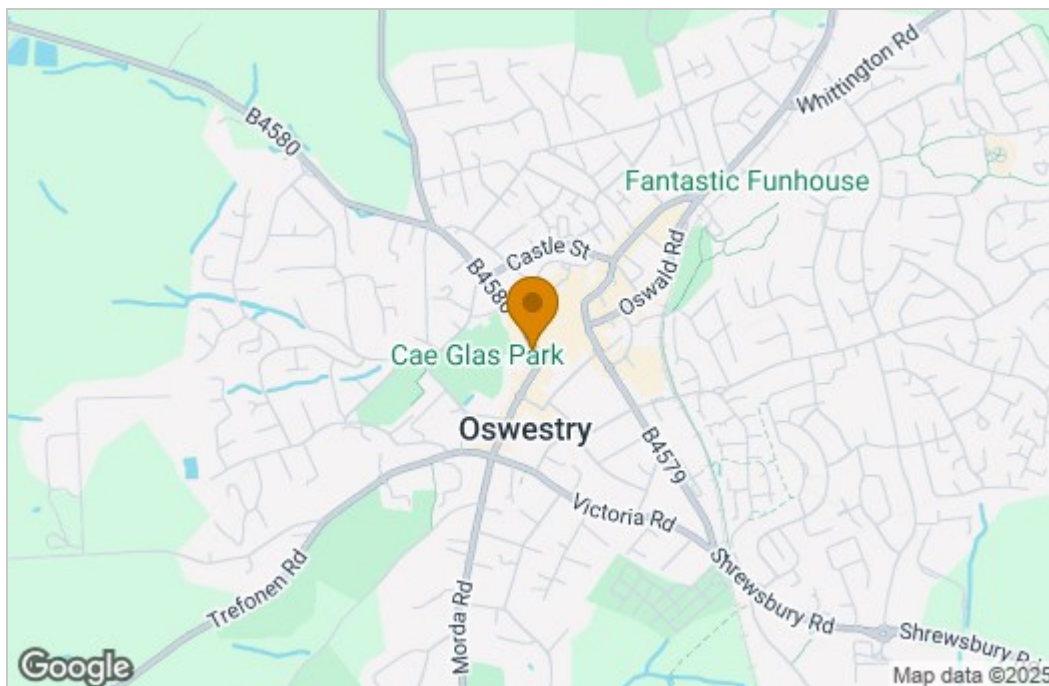 Whittington Rd
B4580
Fantastic Funhouse
Castle St
B4580
Oswald Rd
Cae Glas Park
Oswestry
B4579
Victoria Rd
Trefonen Rd
Morda Rd
Shrewsbury Rd
Shrewsbury Rd
Google
Map data ©2025